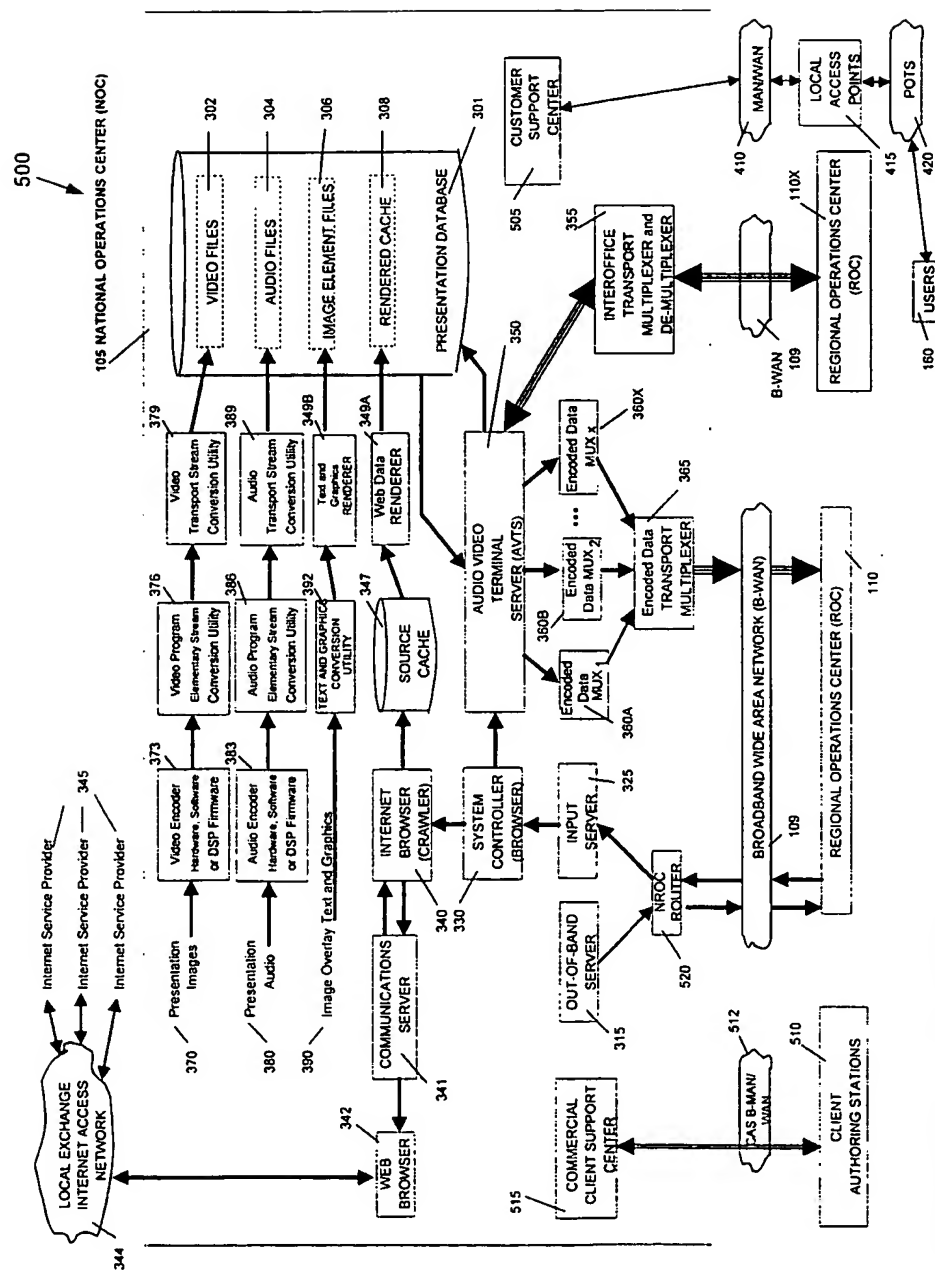 500
105 NATIONAL OPERATIONS CENTER (NOC)
Internet Service Provider
Internet Service Provider
Internet Service Provider
345
LOCAL EXCHANGE
INTERNET ACCESS
NETWORK
344
370
Presentation
Images
373
Video Encoder
Hardware, Software
or DSP Firmware
376
Video Program
Elementary Stream
Conversion Utility
379
Video
Transport Stream
Conversion Utility
VIDEO FILES
302
380
Presentation
Audio
383
Audio Encoder
Hardware, Software
or DSP Firmware
386
Audio Program
Elementary Stream
Conversion Utility
389
Audio
Transport Stream
Conversion Utility
AUDIO FILES
304
390
Image Overlay Text and Graphics
392
TEXT AND GRAPHICS
CONVERSION
UTILITY
349B
Text and
Graphics
RENDERER
IMAGE ELEMENT FILES
306
342
WEB
BROWSER
COMMUNICATIONS
SERVER
341
INTERNET
BROWSER
(CRAWLER)
340
347
SOURCE
CACHE
349A
Web Data
RENDERER
RENDERED CACHE
308
PRESENTATION DATABASE
301
SYSTEM
CONTROLLER
(BROWSER)
330
AUDIO VIDEO
TERMINAL
SERVER (AVTS)
350
COMMERCIAL
CLIENT SUPPORT
CENTER
515
OUT-OF-BAND
SERVER
315
INPUT
SERVER
325
360A
Encoded
Data MUX 1
360B
Encoded
Data MUX 2
...
Encoded Data
MUX X
360X
INTEROFFICE
TRANSPORT
MULTIPLEXER and
DE-MULTIPLEXER
355
CUSTOMER
SUPPORT
CENTER
505
NROC
ROUTER
520
Encoded Data
TRANSPORT
MULTIPLEXER
365
CAS B-MAN/
WAN
512
BROADBAND WIDE AREA NETWORK (B-WAN)
109
B-WAN
109
MAN/WAN
410
CLIENT
AUTHORING STATIONS
510
REGIONAL OPERATIONS CENTER (ROC)
110
REGIONAL OPERATIONS CENTER
(ROC)
110X
LOCAL
ACCESS
POINTS
415
USERS
160
POTS
420